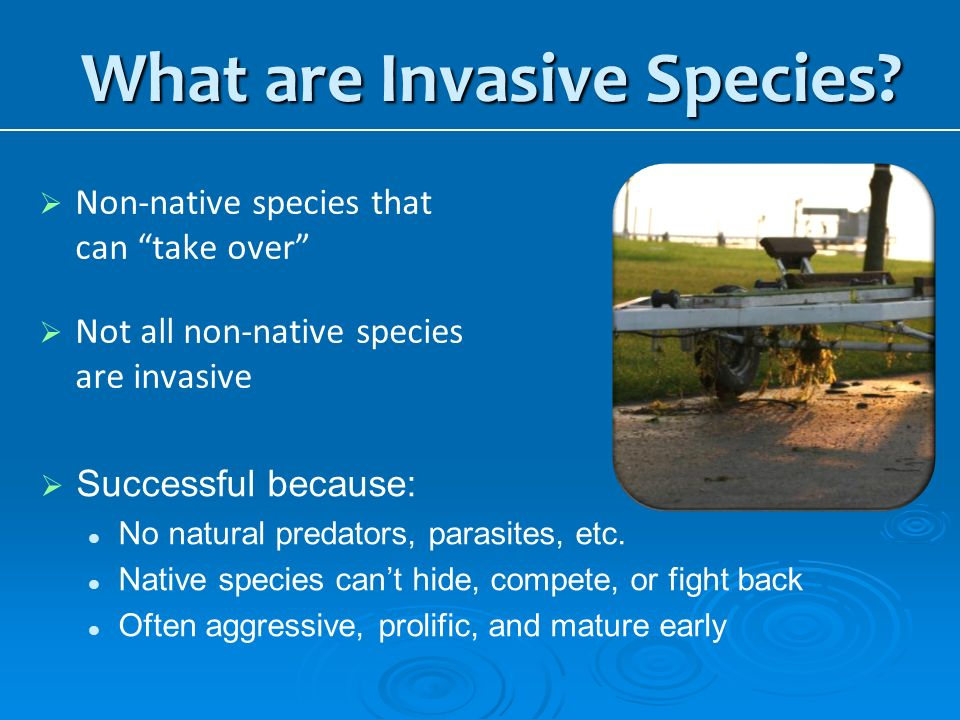 What are Invasive Species?
Non-native species that
can “take over”
Not all non-native species
are invasive
Successful because:
No natural predators, parasites, etc.
Native species can’t hide, compete, or fight back
Often aggressive, prolific, and mature early